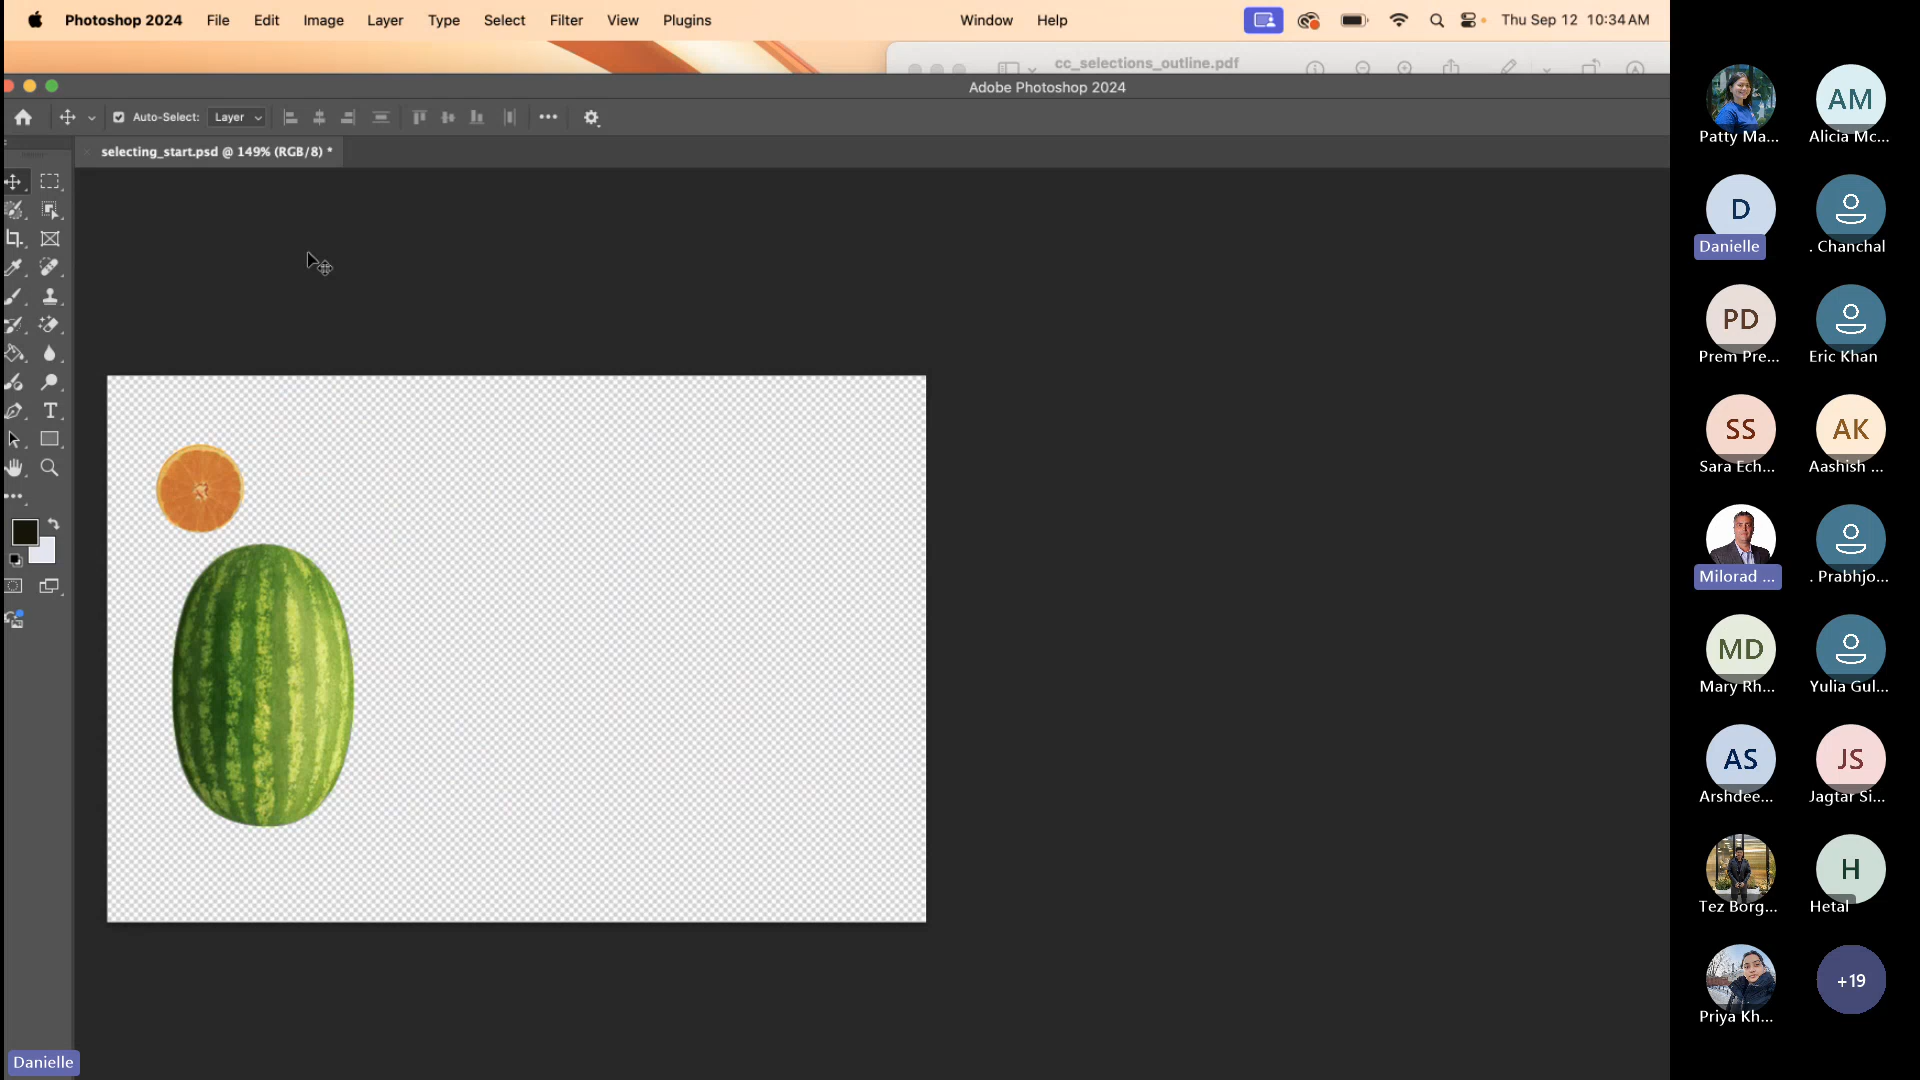 Photoshop 2024 File Edit Image Layer Type Select Filter View Plugins Window Help Thu Sep 12 10:34 AM
cc_selections_outline.pdf
Adobe Photoshop 2024
Auto-Select: Layer
selecting_start.psd @ 149% (RGB/8) *
T
Danielle
AM
Patty Ma... Alicia Mc...
D
Danielle . Chanchal
PD
Prem Pre... Eric Khan
SS AK
Sara Ech... Aashish ...
Milorad ... . Prabhjo...
MD
Mary Rh... Yulia Gul...
AS JS
Arshdee... Jagtar Si...
H
Tez Borg... Hetal
+19
Priya Kh...